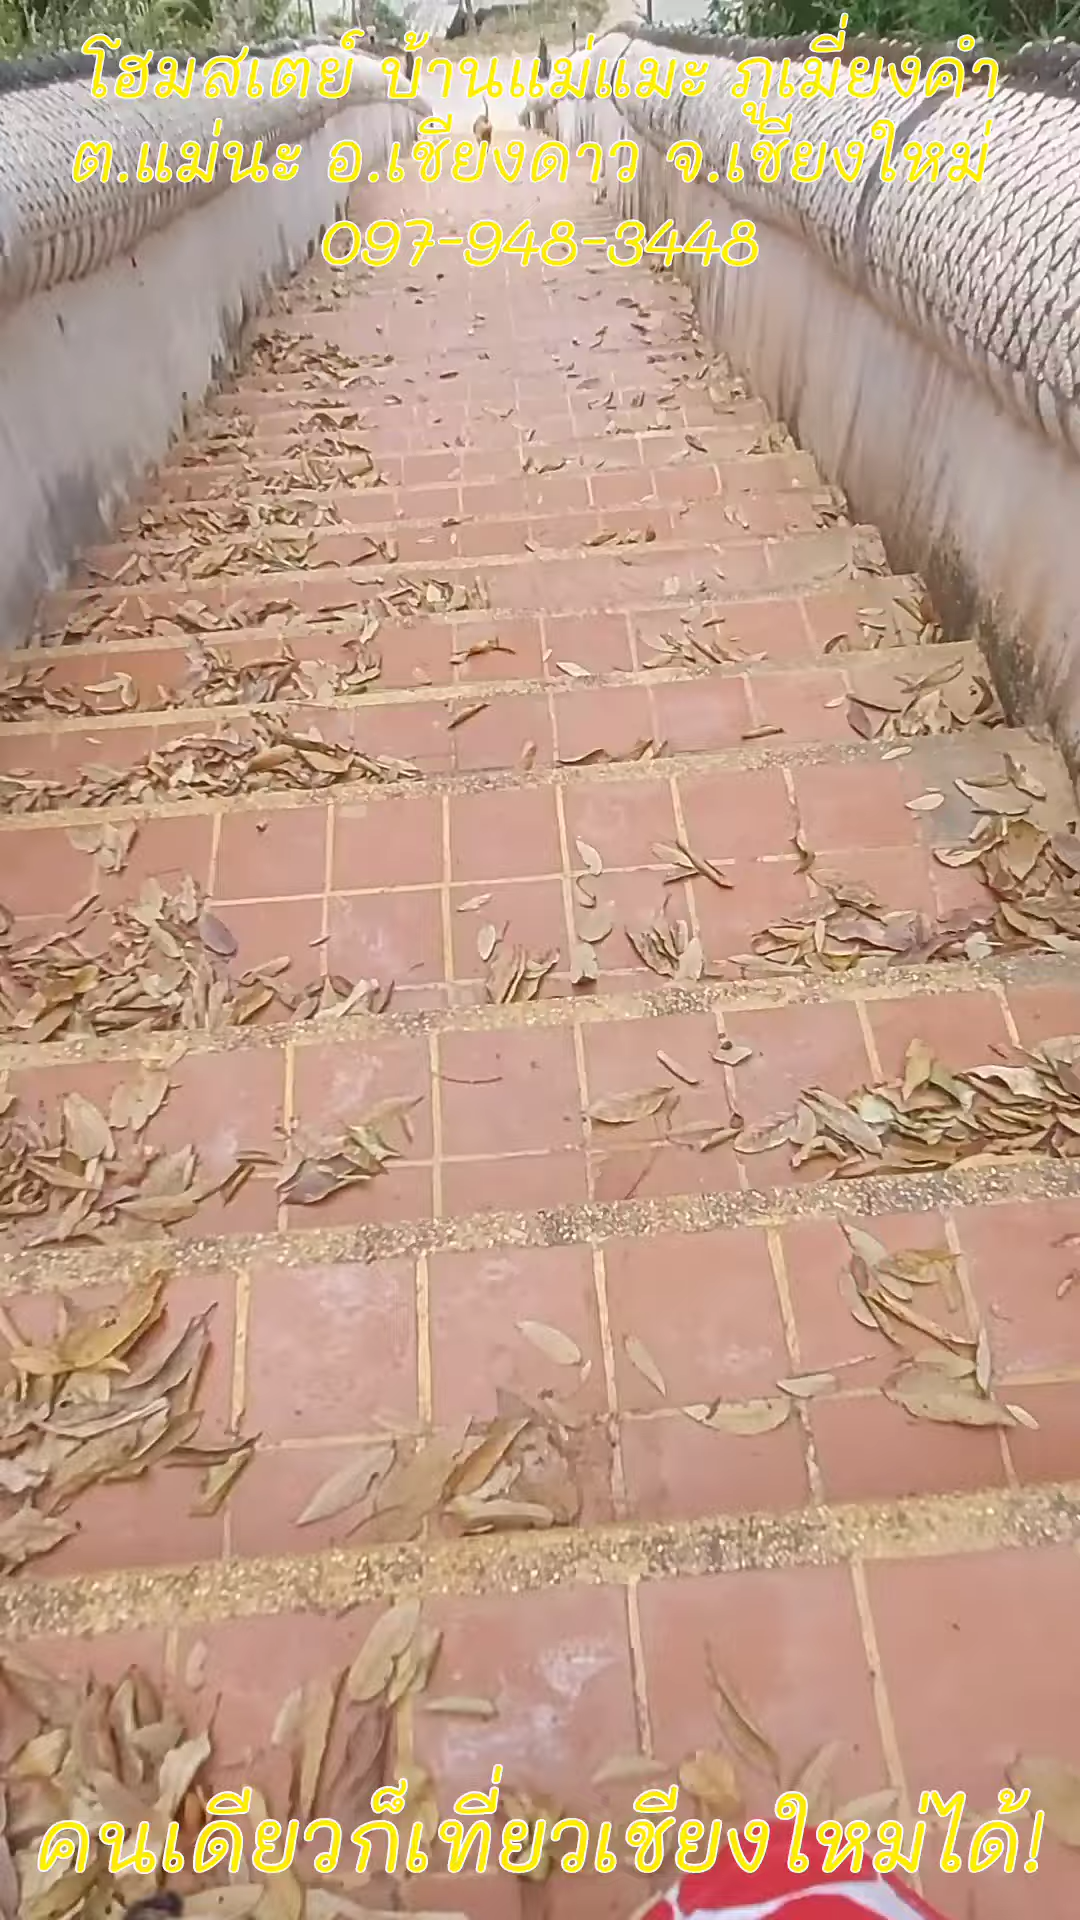 โฮมสเตย์ บ้านแม่แมะ ภูเมี่ยงคำ
ต.แม่นะ อ.เชียงดาว จ.เชียงใหม่
097-948-3448
คนเดียวก็เที่ยวเชียงใหม่ได้!